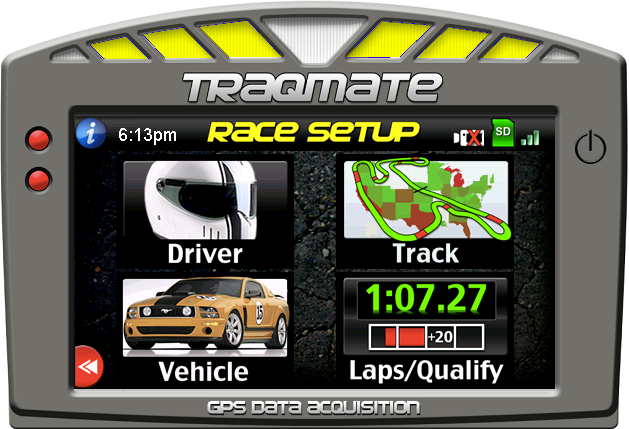 TRAQMATE
6:13pm RACE SETUP SD
Driver
Track
15
1:07.27
+20
Vehicle
Laps/Qualify
GPS DATA ACQUISITION